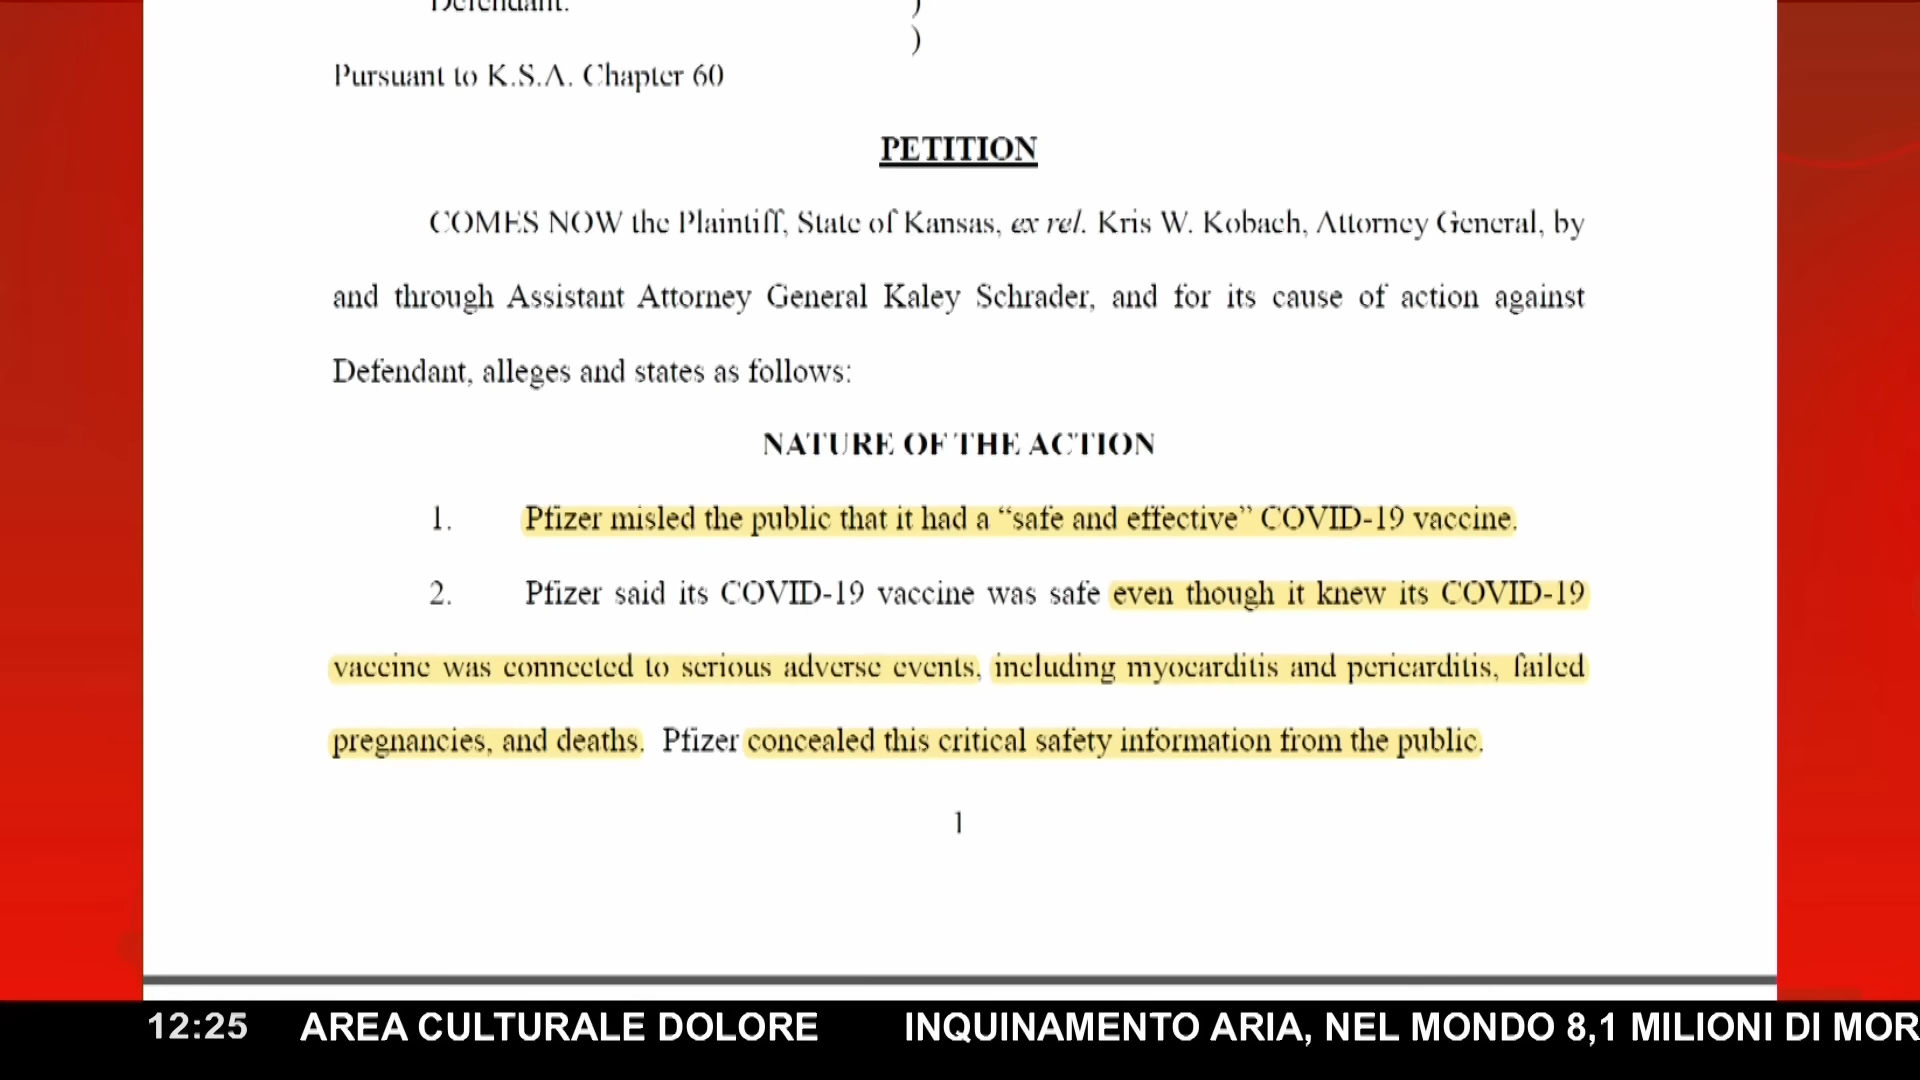 Defendant.
)
)
Pursuant to K.S.A. Chapter 60
PETITION
COMES NOW the Plaintiff, State of Kansas, ex rel. Kris W. Kobach, Attorney General, by
and through Assistant Attorney General Kaley Schrader, and for its cause of action against
Defendant, alleges and states as follows:
NATURE OF THE ACTION
1. Pfizer misled the public that it had a “safe and effective” COVID-19 vaccine.
2. Pfizer said its COVID-19 vaccine was safe even though it knew its COVID-19
vaccine was connected to serious adverse events, including myocarditis and pericarditis, failed
pregnancies, and deaths. Pfizer concealed this critical safety information from the public.
1
12:25 AREA CULTURALE DOLORE INQUINAMENTO ARIA, NEL MONDO 8,1 MILIONI DI MOR